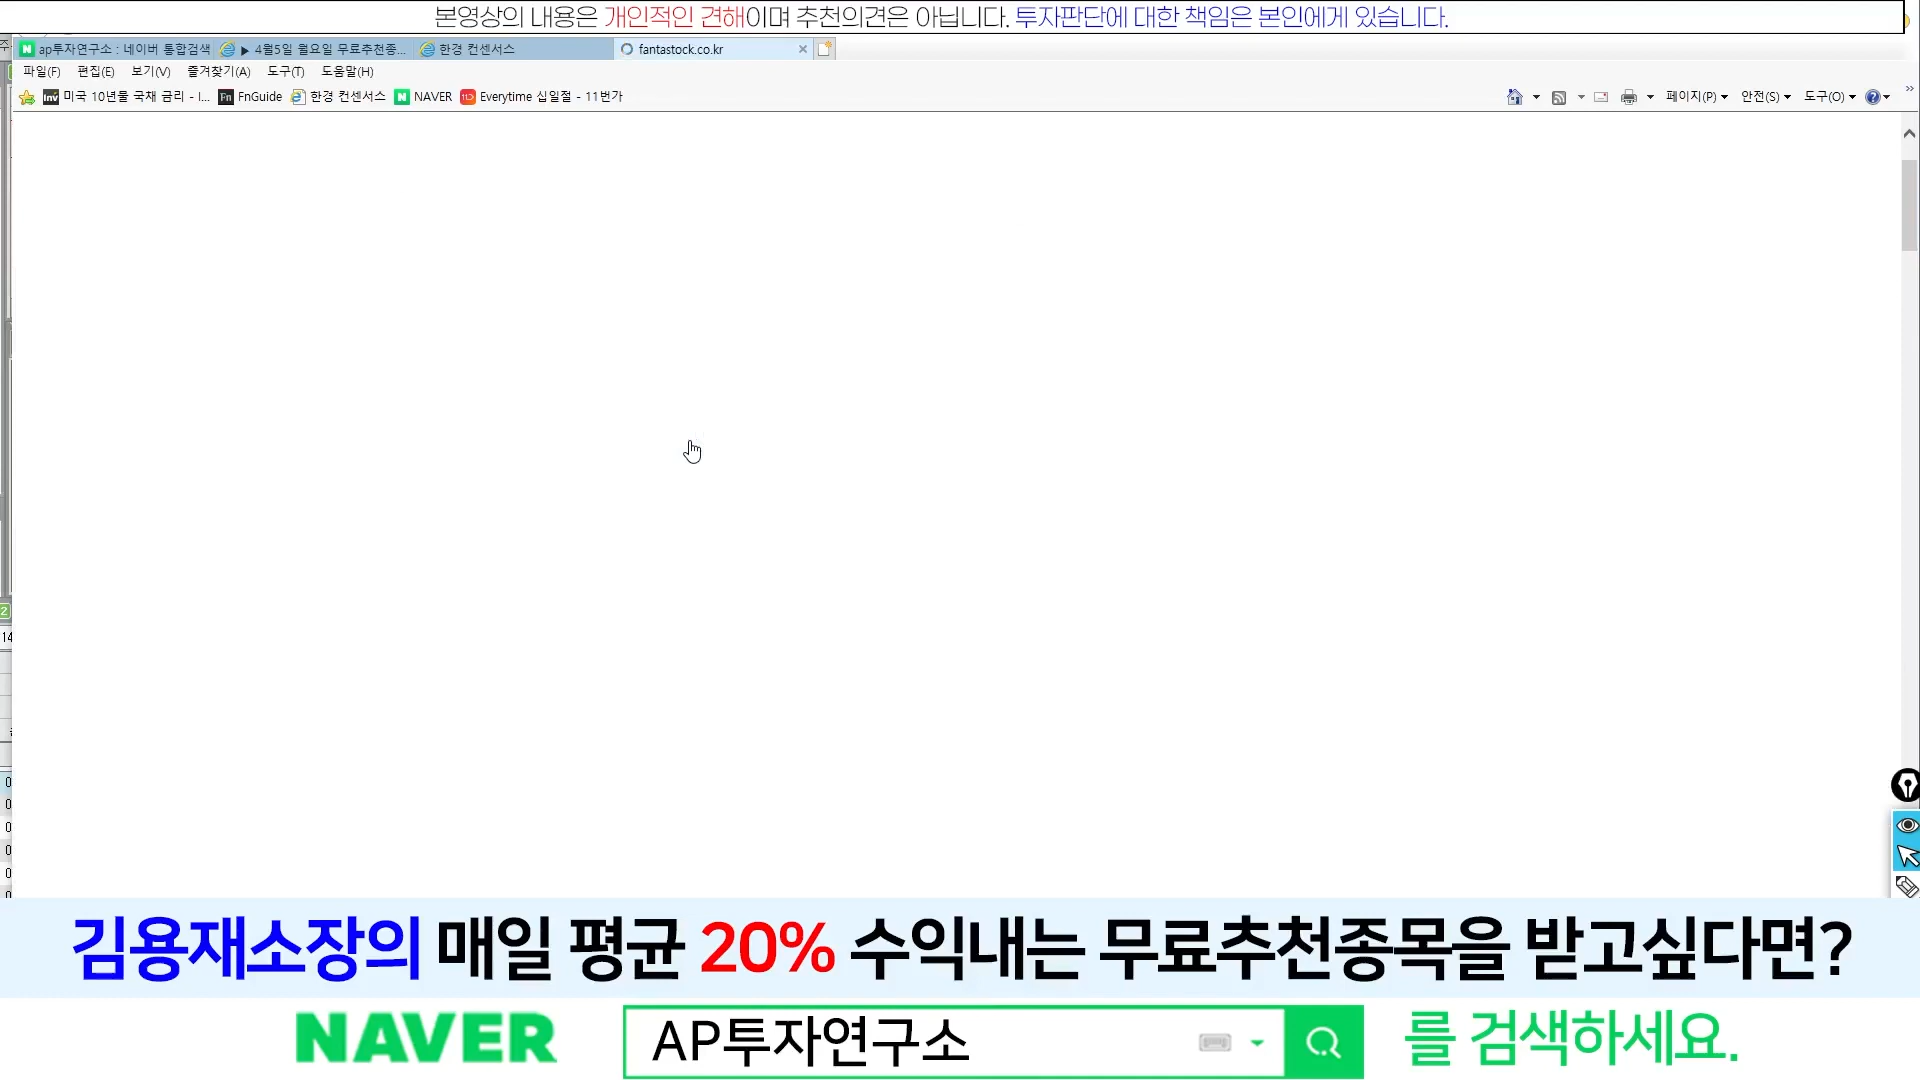 본영상의 내용은 개인적인 견해이며 추천의견은 아닙니다. 투자판단에 대한 책임은 본인에게 있습니다.
ap투자연구소 : 네이버 통합검색 ▶ 4월5일 월요일 무료추천종... 한경 컨센서스 fantastock.co.kr
파일(F) 편집(E) 보기(V) 즐겨찾기(A) 도구(T) 도움말(H)
Inv 미국 10년물 국채 금리 - I... Fn FnGuide 한경 컨센서스 N NAVER 11D Everytime 십일절 - 11번가 페이지(P) 안전(S) 도구(O)
2
14
김용재소장의 매일 평균 20% 수익내는 무료추천종목을 받고싶다면?
NAVER AP투자연구소 를 검색하세요.